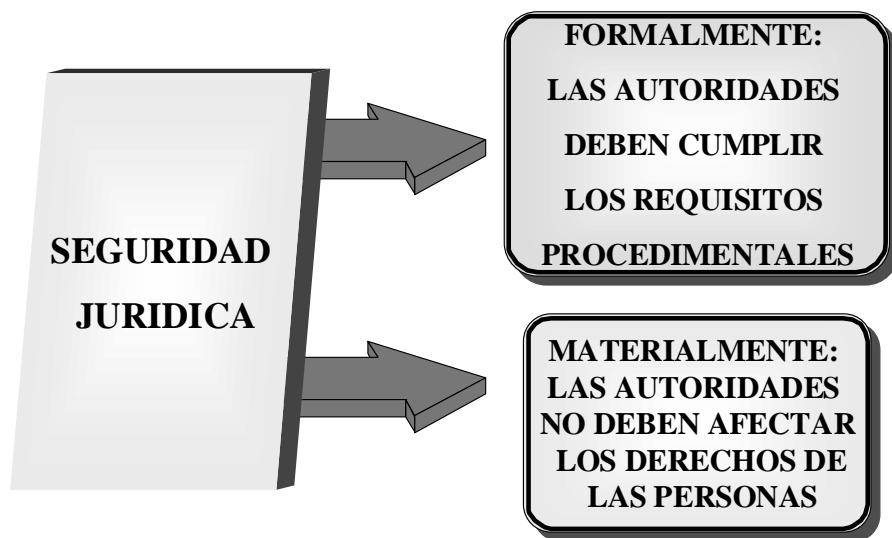 SEGURIDAD
JURIDICA
FORMALMENTE:
LAS AUTORIDADES
DEBEN CUMPLIR
LOS REQUISITOS
PROCEDIMENTALES
MATERIALMENTE:
LAS AUTORIDADES
NO DEBEN AFECTAR
LOS DERECHOS DE
LAS PERSONAS